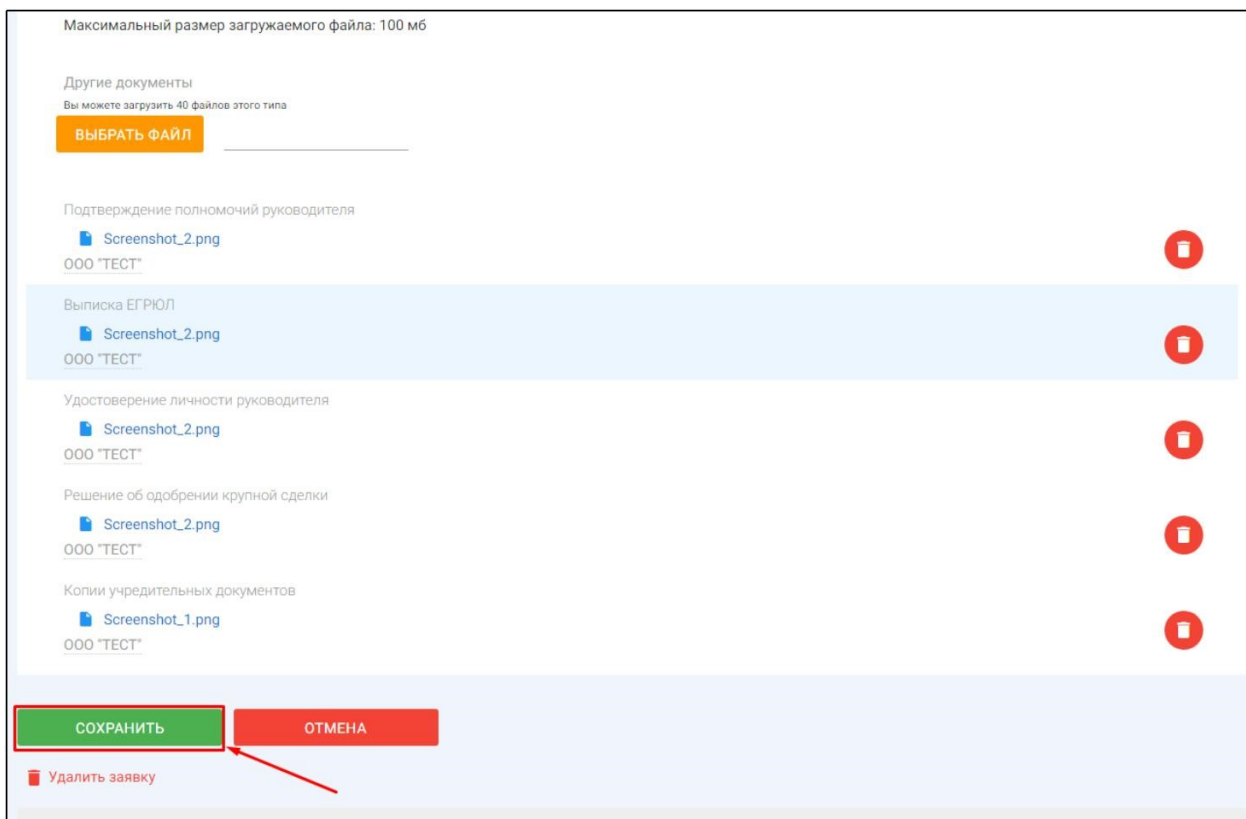 Максимальный размер загружаемого файла: 100 мб
Другие документы
Вы можете загрузить 40 файлов этого типа
ВЫБРАТЬ ФАЙЛ
Подтверждение полномочий руководителя
Screenshot_2.png
ООО "ТЕСТ"
Выписка ЕГРЮЛ
Screenshot_2.png
ООО "ТЕСТ"
Удостоверение личности руководителя
Screenshot_2.png
ООО "ТЕСТ"
Решение об одобрении крупной сделки
Screenshot_2.png
ООО "ТЕСТ"
Копии учредительных документов
Screenshot_1.png
ООО "ТЕСТ"
СОХРАНИТЬ ОТМЕНА
Удалить заявку